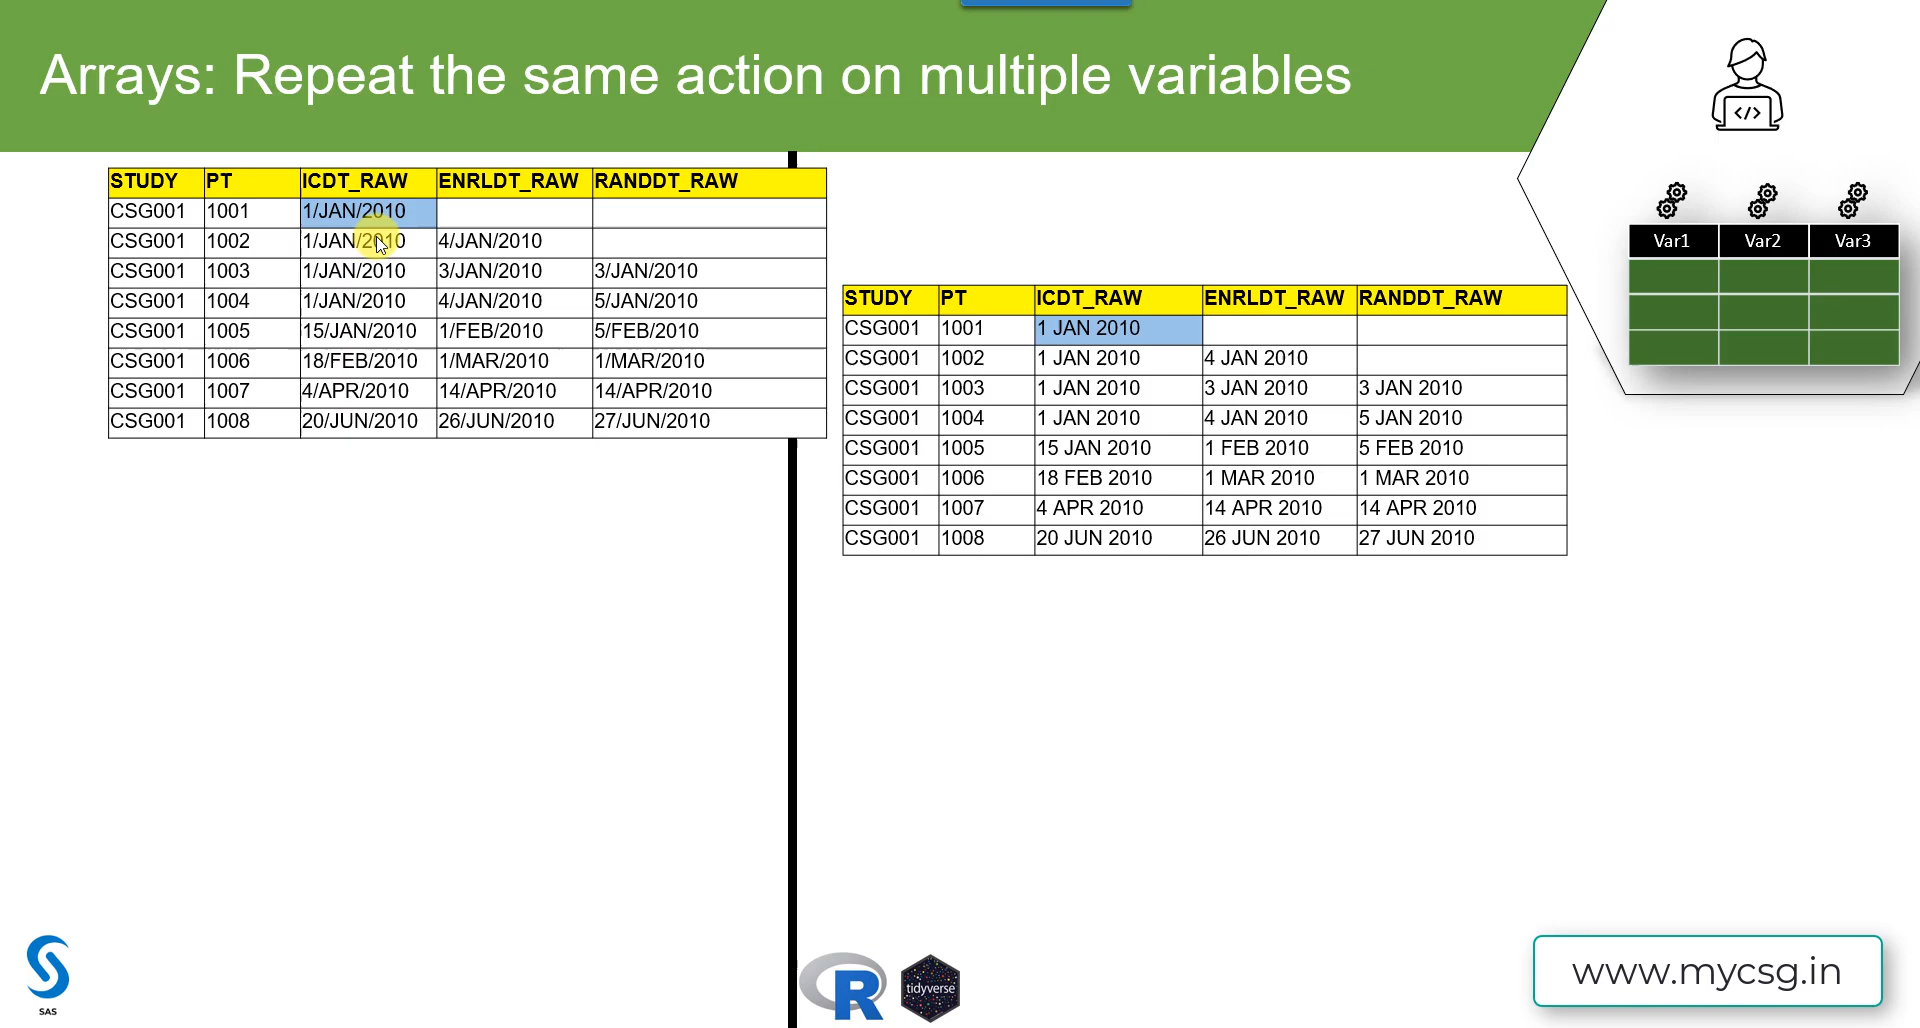 Arrays: Repeat the same action on multiple variables
STUDY PT ICDT_RAW ENRLDT_RAW RANDDT_RAW
CSG001 1001 1/JAN/2010
CSG001 1002 1/JAN/2010 4/JAN/2010
CSG001 1003 1/JAN/2010 3/JAN/2010 3/JAN/2010
CSG001 1004 1/JAN/2010 4/JAN/2010 5/JAN/2010
CSG001 1005 15/JAN/2010 1/FEB/2010 5/FEB/2010
CSG001 1006 18/FEB/2010 1/MAR/2010 1/MAR/2010
CSG001 1007 4/APR/2010 14/APR/2010 14/APR/2010
CSG001 1008 20/JUN/2010 26/JUN/2010 27/JUN/2010
STUDY PT ICDT_RAW ENRLDT_RAW RANDDT_RAW
CSG001 1001 1 JAN 2010
CSG001 1002 1 JAN 2010 4 JAN 2010
CSG001 1003 1 JAN 2010 3 JAN 2010 3 JAN 2010
CSG001 1004 1 JAN 2010 4 JAN 2010 5 JAN 2010
CSG001 1005 15 JAN 2010 1 FEB 2010 5 FEB 2010
CSG001 1006 18 FEB 2010 1 MAR 2010 1 MAR 2010
CSG001 1007 4 APR 2010 14 APR 2010 14 APR 2010
CSG001 1008 20 JUN 2010 26 JUN 2010 27 JUN 2010
</>
Var1 Var2 Var3
SAS
R
tidyverse
www.mycsg.in